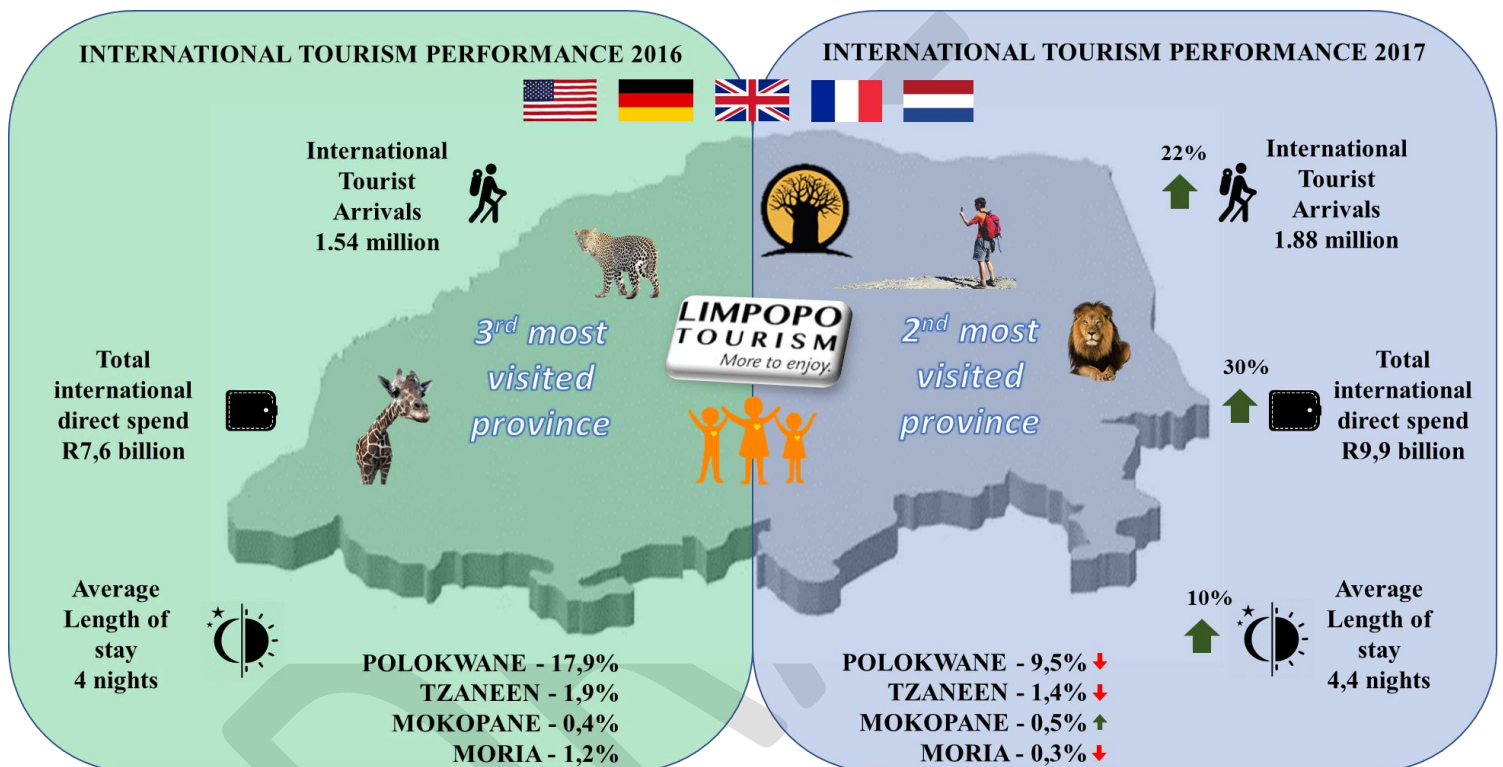 INTERNATIONAL TOURISM PERFORMANCE 2016
International
Tourist
Arrivals
1.54 million
3rd most
visited
province
Total
international
direct spend
R7,6 billion
Average
Length of
stay
4 nights
POLOKWANE - 17,9%
TZANEEN - 1,9%
MOKOPANE - 0,4%
MORIA - 1,2%
LIMPOPO
TOURISM
More to enjoy.
INTERNATIONAL TOURISM PERFORMANCE 2017
22%
International
Tourist
Arrivals
1.88 million
2nd most
visited
province
30%
Total
international
direct spend
R9,9 billion
10%
Average
Length of
stay
4,4 nights
POLOKWANE - 9,5%
TZANEEN - 1,4%
MOKOPANE - 0,5%
MORIA - 0,3%